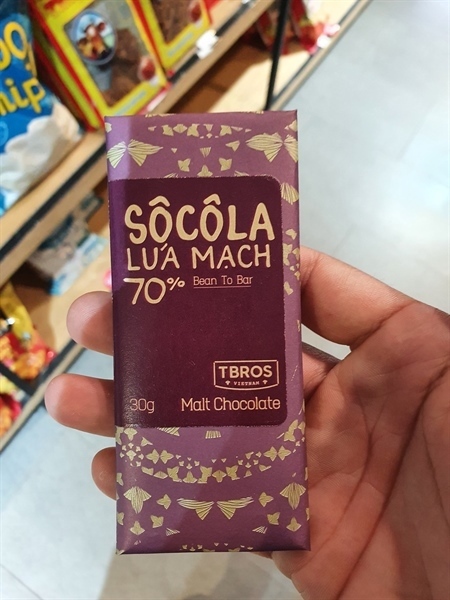 SÔCÔLA
LÚA MẠCH
70% Bean To Bar
TBROS
VIETNAM
30g Malt Chocolate